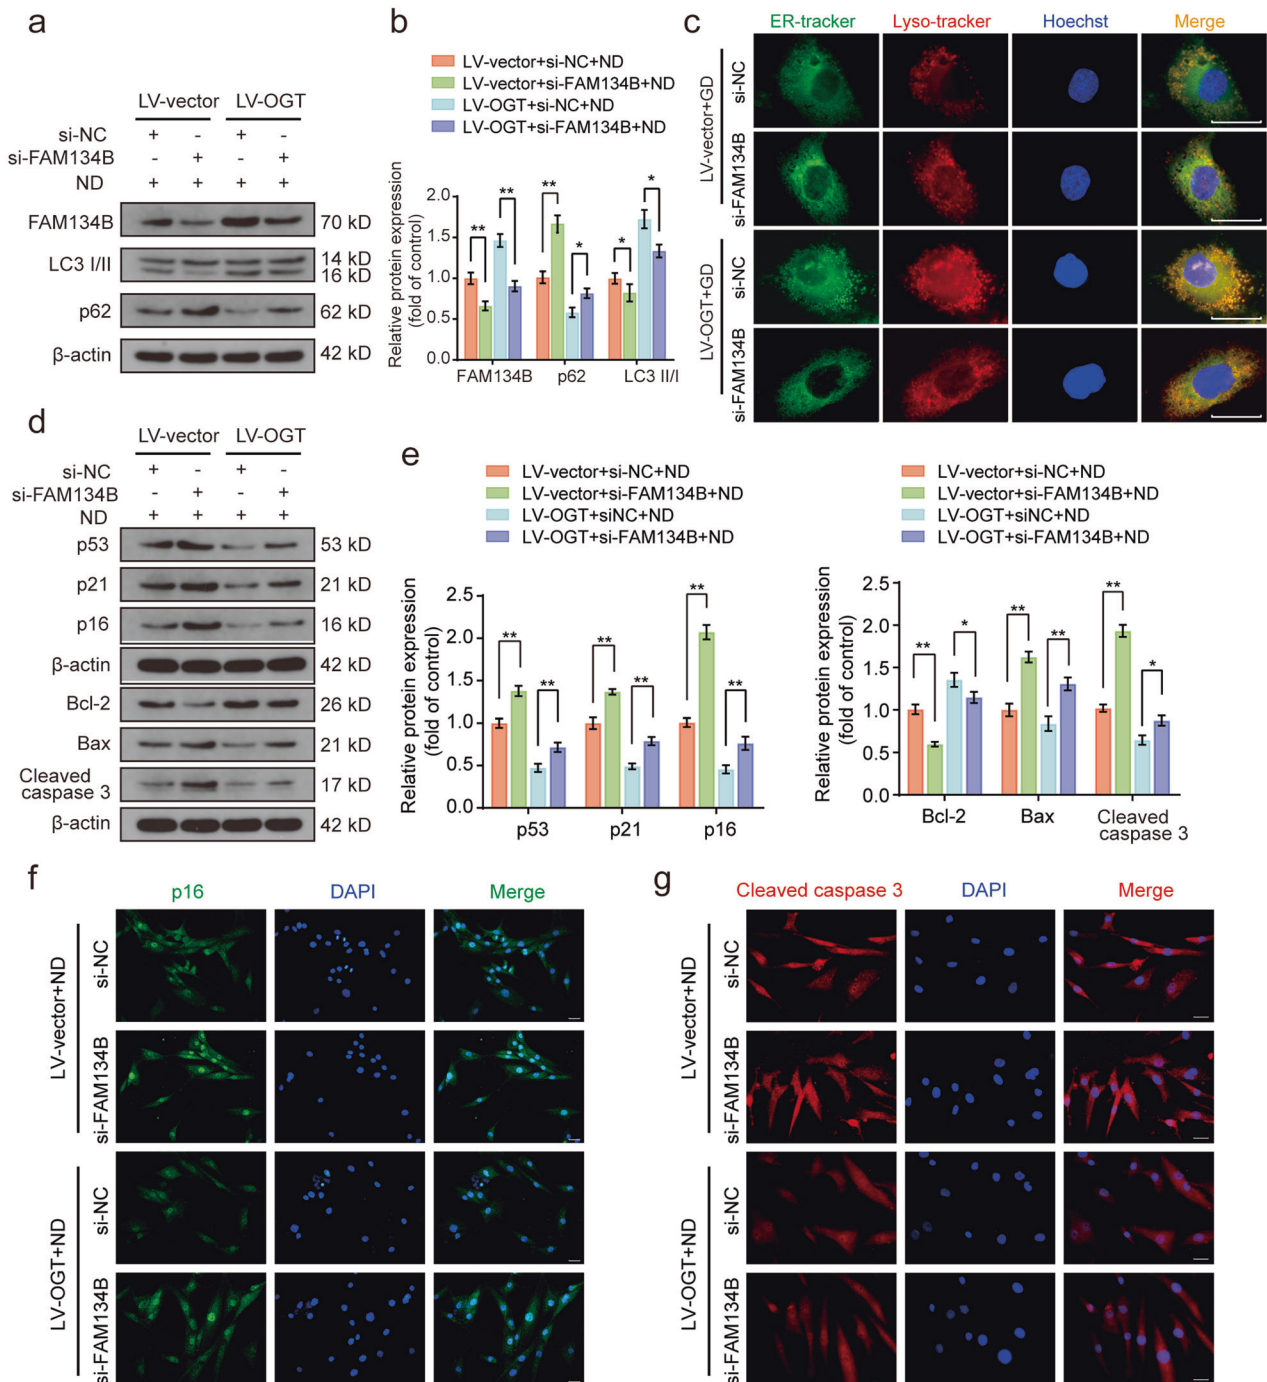 a
LV-vector LV-OGT
si-NC + - + -
si-FAM134B - + - +
ND + + + +
FAM134B 70 kD
LC3 I/II 14 kD
16 kD
p62 62 kD
β-actin 42 kD
b
LV-vector+si-NC+ND
LV-vector+si-FAM134B+ND
LV-OGT+si-NC+ND
LV-OGT+si-FAM134B+ND
Relative protein expression
(fold of control)
2.0
1.5
1.0
0.5
0.0
** ** ** * * *
FAM134B p62 LC3 II/I
c
ER-tracker Lyso-tracker Hoechst Merge
LV-vector+GD
si-NC
si-FAM134B
LV-OGT+GD
si-NC
si-FAM134B
d
LV-vector LV-OGT
si-NC + - + -
si-FAM134B - + - +
ND + + + +
p53 53 kD
p21 21 kD
p16 16 kD
β-actin 42 kD
Bcl-2 26 kD
Bax 21 kD
Cleaved
caspase 3 17 kD
β-actin 42 kD
e
LV-vector+si-NC+ND
LV-vector+si-FAM134B+ND
LV-OGT+siNC+ND
LV-OGT+si-FAM134B+ND
Relative protein expression
(fold of control)
2.5
2.0
1.5
1.0
0.5
0.0
** ** ** ** ** **
p53 p21 p16
LV-vector+si-NC+ND
LV-vector+si-FAM134B+ND
LV-OGT+siNC+ND
LV-OGT+si-FAM134B+ND
Relative protein expression
(fold of control)
2.5
2.0
1.5
1.0
0.5
0.0
** * ** ** ** *
Bcl-2 Bax Cleaved
caspase 3
f
p16 DAPI Merge
LV-vector+ND
si-NC
si-FAM134B
LV-OGT+ND
si-NC
si-FAM134B
g
Cleaved caspase 3 DAPI Merge
LV-vector+ND
si-NC
si-FAM134B
LV-OGT+ND
si-NC
si-FAM134B